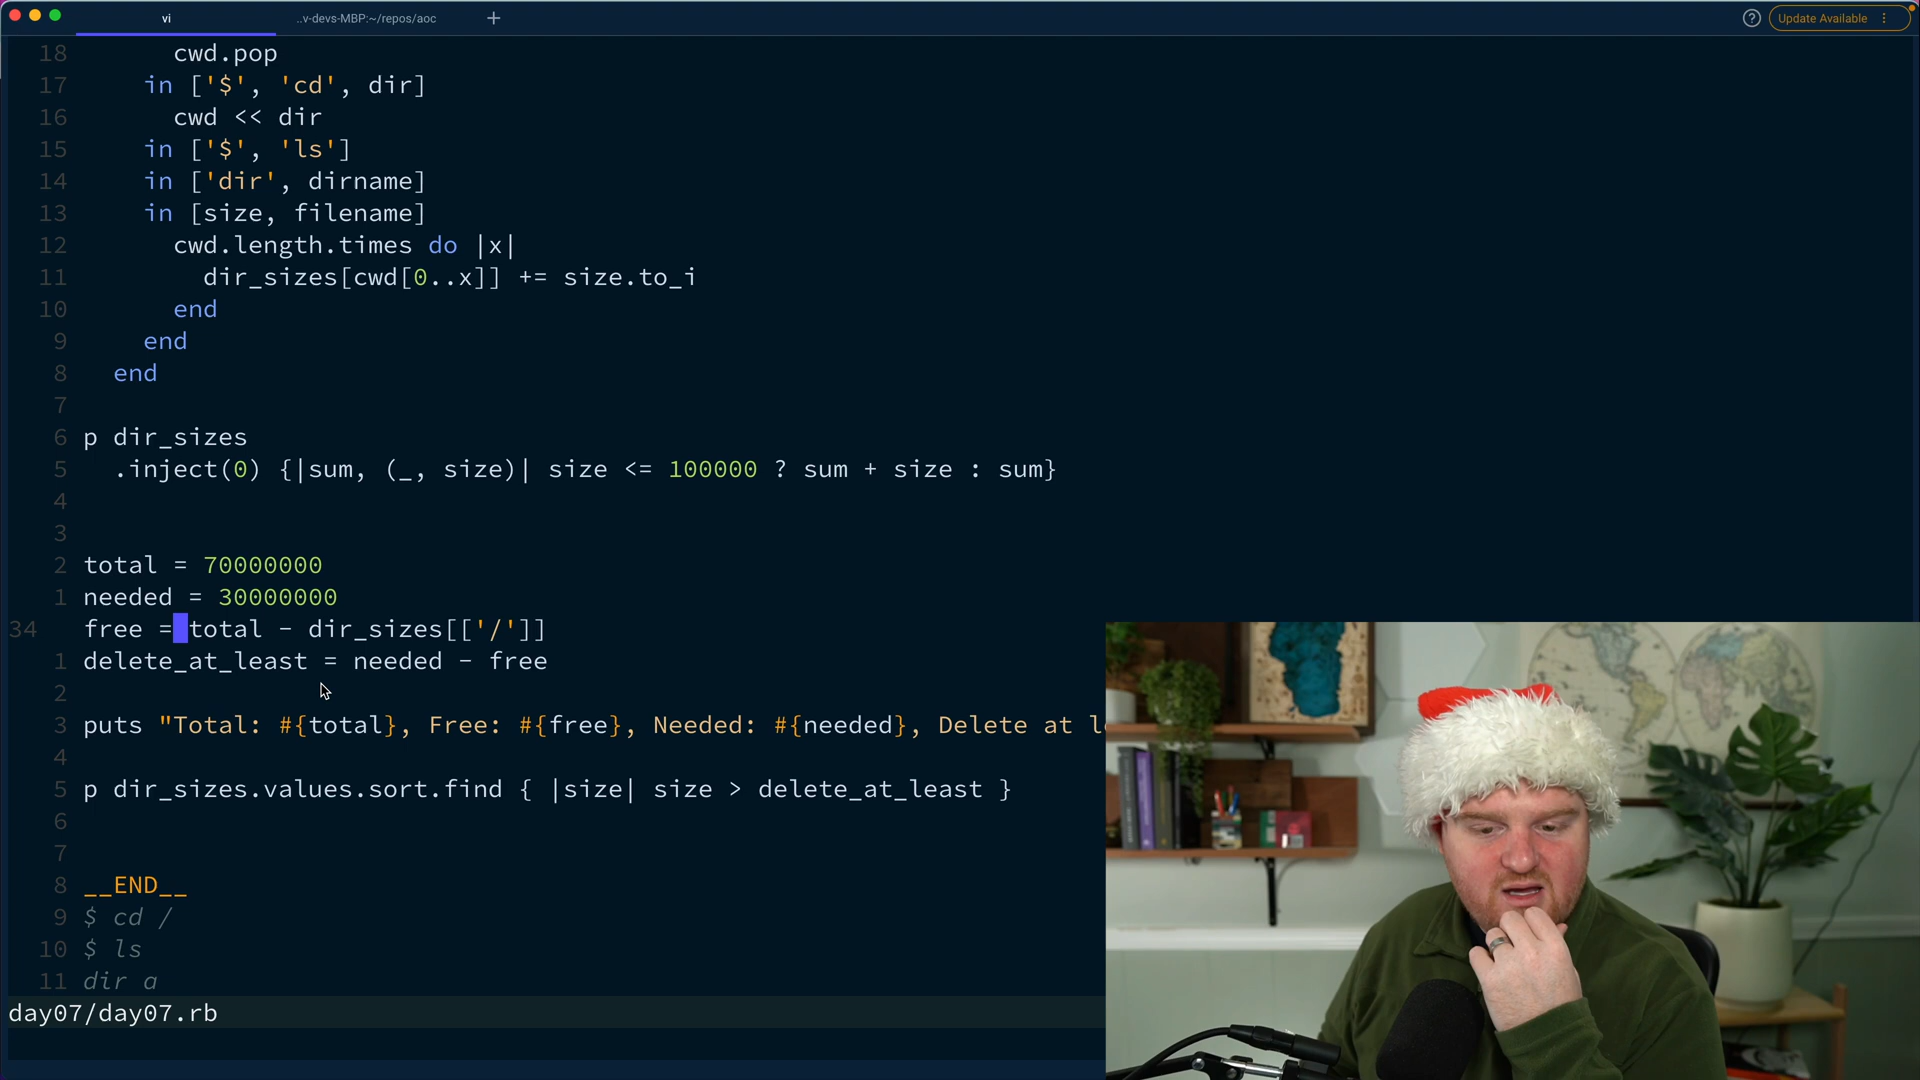 vi
..v-devs-MBP:~/repos/aoc
+
?
Update Available
18 cwd.pop
17 in ['$', 'cd', dir]
16 cwd << dir
15 in ['$', 'ls']
14 in ['dir', dirname]
13 in [size, filename]
12 cwd.length.times do |x|
11 dir_sizes[cwd[0..x]] += size.to_i
10 end
9 end
8 end
7
6 p dir_sizes
5 .inject(0) {|sum, (_, size)| size <= 100000 ? sum + size : sum}
4
3
2 total = 70000000
1 needed = 30000000
34 free = total - dir_sizes[['/']]
1 delete_at_least = needed - free
2
3 puts "Total: #{total}, Free: #{free}, Needed: #{needed}, Delete at
4
5 p dir_sizes.values.sort.find { |size| size > delete_at_least }
6
7
8 __END__
9 $ cd /
10 $ ls
11 dir a
day07/day07.rb